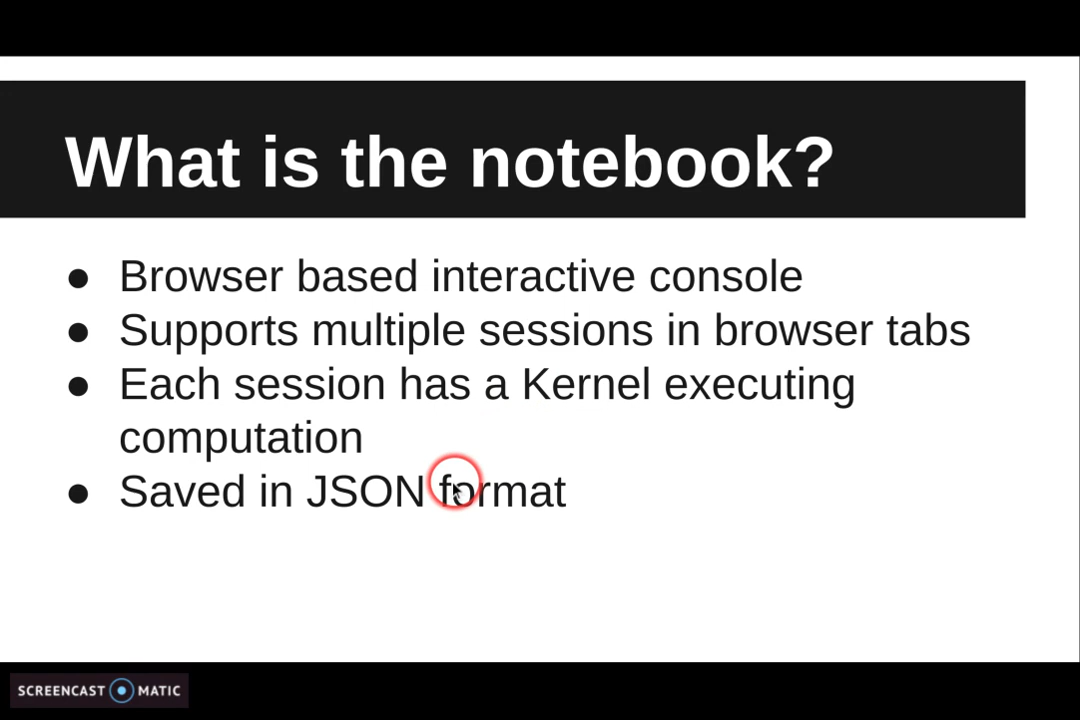 What is the notebook?
● Browser based interactive console
● Supports multiple sessions in browser tabs
● Each session has a Kernel executing
computation
● Saved in JSON format
SCREENCAST MATIC